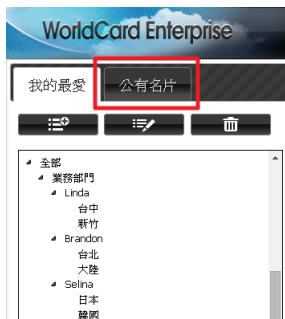 WorldCard Enterprise
我的最愛 公有名片
全部
業務部門
Linda
台中
新竹
Brandon
台北
大陸
Selina
日本
韓國